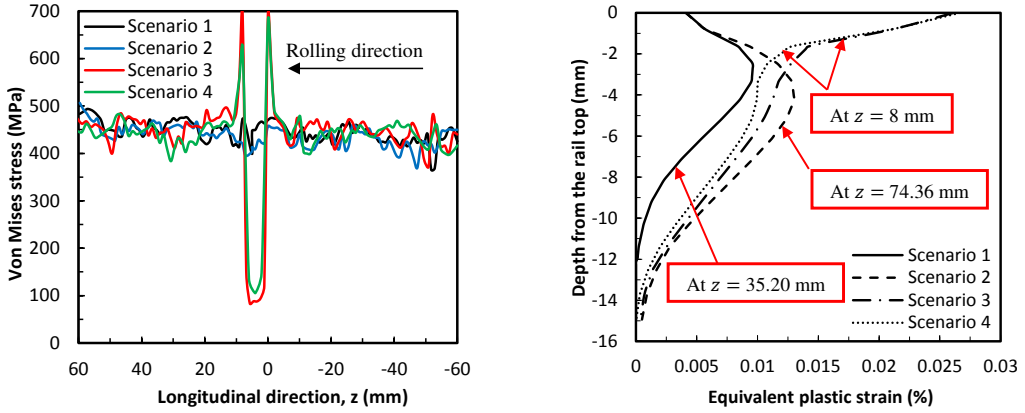 700
600
500
400
300
200
100
0
Von Mises stress (MPa)
Scenario 1
Scenario 2
Scenario 3
Scenario 4
Rolling direction
60
40
20
0
-20
-40
-60
Longitudinal direction, z (mm)
0
-2
-4
-6
-8
-10
-12
-14
-16
Depth from the rail top (mm)
At z = 8 mm
At z = 74.36 mm
At z = 35.20 mm
Scenario 1
Scenario 2
Scenario 3
Scenario 4
0
0.005
0.01
0.015
0.02
0.025
0.03
Equivalent plastic strain (%)